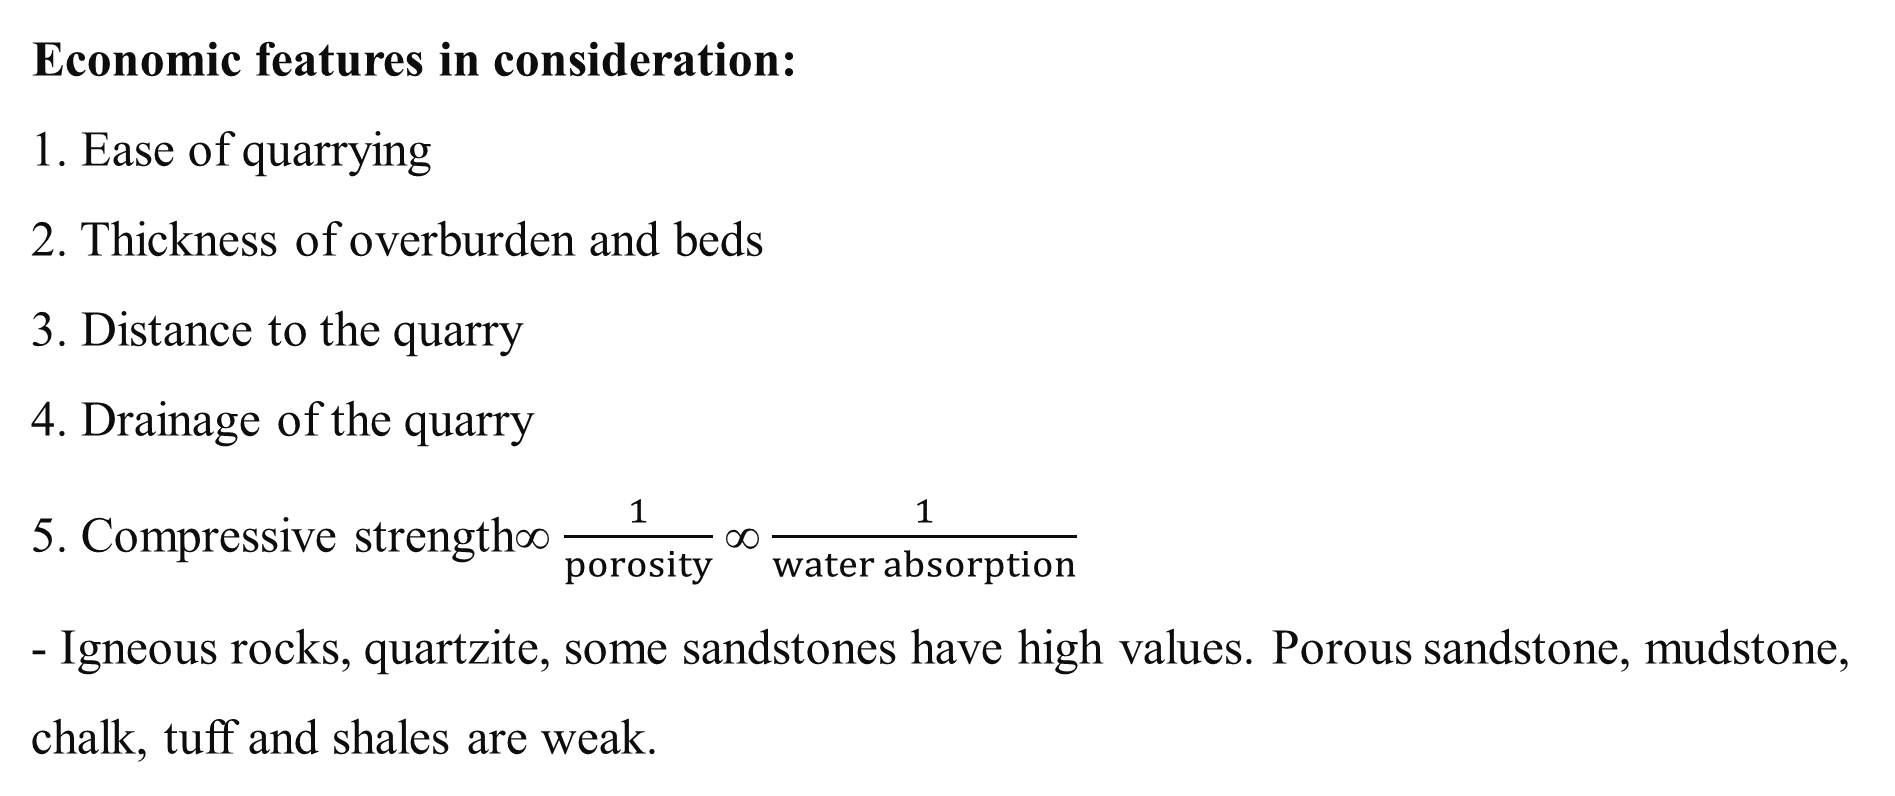 Economic features in consideration:
1. Ease of quarrying
2. Thickness of overburden and beds
3. Distance to the quarry
4. Drainage of the quarry
5. Compressive strength∞ 1/porosity ∞ 1/water absorption
- Igneous rocks, quartzite, some sandstones have high values. Porous sandstone, mudstone,
chalk, tuff and shales are weak.